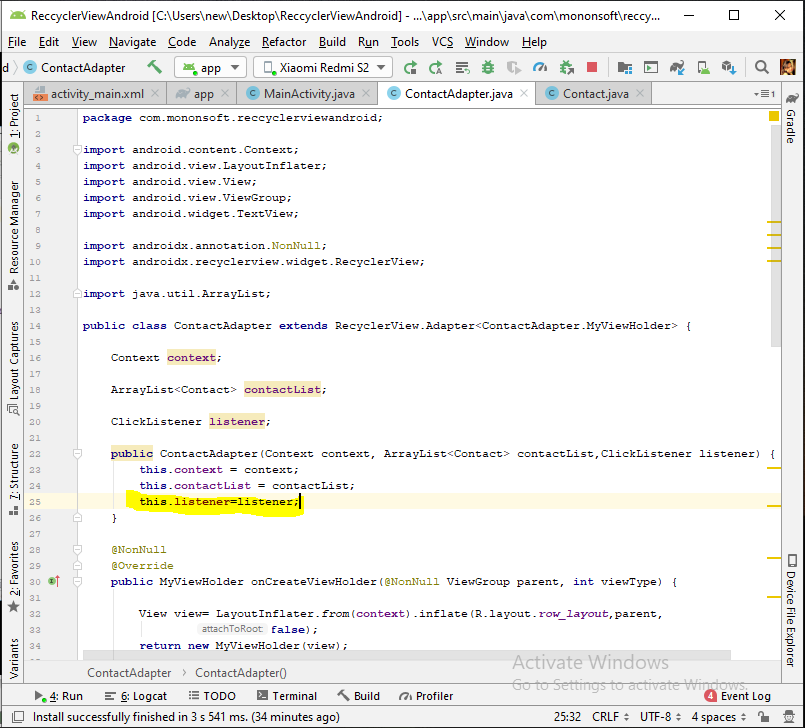 ReccyclerViewAndroid [C:\Users\new\Desktop\ReccyclerViewAndroid] - ...\app\src\main\java\com\mononsoft\reccy...
File Edit View Navigate Code Analyze Refactor Build Run Tools VCS Window Help
d ContactAdapter app Xiaomi Redmi S2
activity_main.xml app MainActivity.java ContactAdapter.java Contact.java 1
1: Project
Resource Manager
Layout Captures
7: Structure
2: Favorites
Variants
1 package com.mononsoft.reccyclerviewandroid;
2
3 import android.content.Context;
4 import android.view.LayoutInflater;
5 import android.view.View;
6 import android.view.ViewGroup;
7 import android.widget.TextView;
8
9 import androidx.annotation.NonNull;
10 import androidx.recyclerview.widget.RecyclerView;
11
12 import java.util.ArrayList;
13
14 public class ContactAdapter extends RecyclerView.Adapter<ContactAdapter.MyViewHolder> {
15
16 Context context;
17
18 ArrayList<Contact> contactList;
19
20 ClickListener listener;
21
22 public ContactAdapter(Context context, ArrayList<Contact> contactList,ClickListener listener) {
23 this.context = context;
24 this.contactList = contactList;
25 this.listener=listener;
26 }
27
28 @NonNull
29 @Override
30 public MyViewHolder onCreateViewHolder(@NonNull ViewGroup parent, int viewType) {
31
32 View view= LayoutInflater.from(context).inflate(R.layout.row_layout,parent,
33 attachToRoot: false);
34 return new MyViewHolder(view);
Gradle
Device File Explorer
Activate Windows
Go to Settings to activate Windows.
ContactAdapter › ContactAdapter()
4: Run 6: Logcat TODO Terminal Build Profiler 4 Event Log
Install successfully finished in 3 s 541 ms. (34 minutes ago) 25:32 CRLF UTF-8 4 spaces